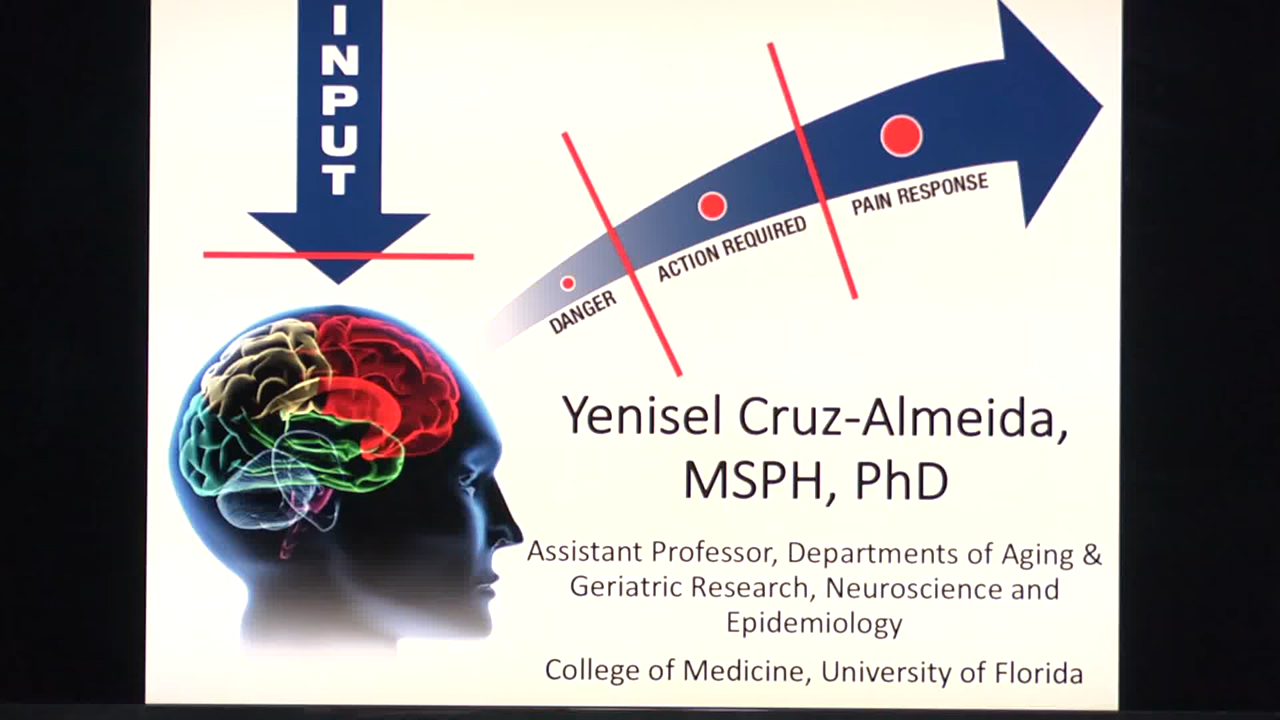 INPUT
DANGER
ACTION REQUIRED
PAIN RESPONSE
Yenisel Cruz-Almeida,
MSPH, PhD
Assistant Professor, Departments of Aging &
Geriatric Research, Neuroscience and
Epidemiology
College of Medicine, University of Florida